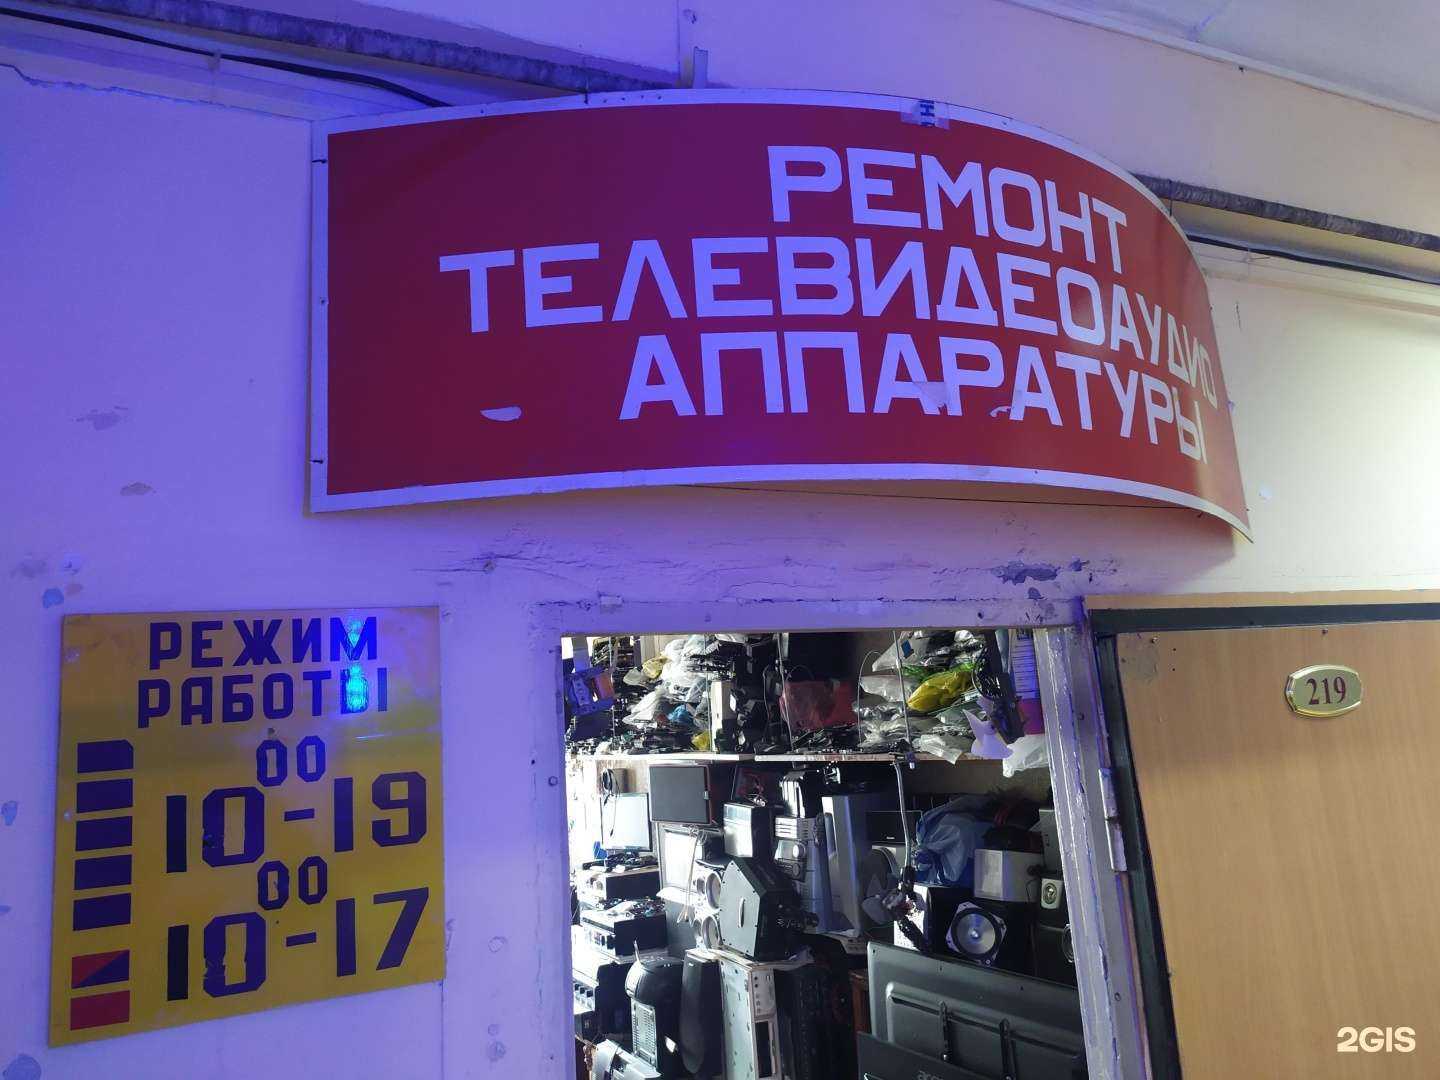 РЕМОНТ
ТЕЛЕВИДЕОАУДИО
АППАРАТУРЫ
РЕЖИМ
РАБОТЫ
00
10-19
00
10-17
219
2GIS